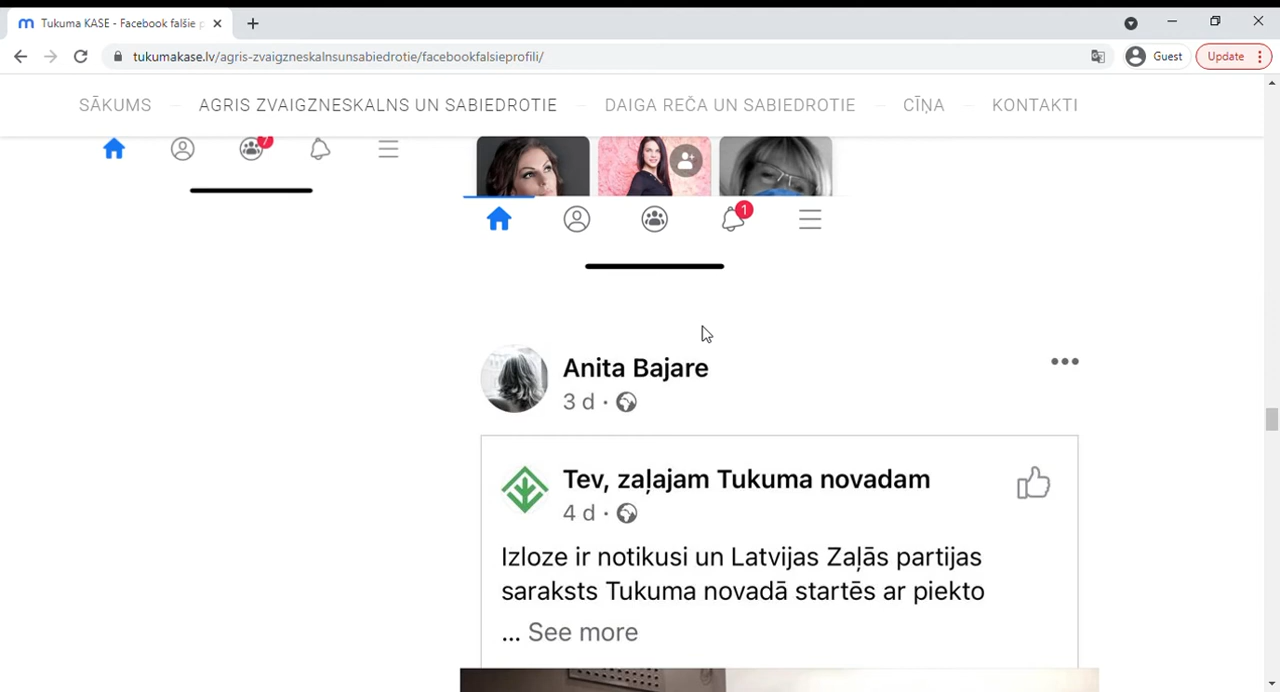 Tukuma KASE - Facebook falšie p
tukumakase.lv/agris-zvaigzneskalnsunsabiedrotie/facebookfalsieprofili/
Guest
Update
SĀKUMS
AGRIS ZVAIGZNESKALNS UN SABIEDROTIE
DAIGA REČA UN SABIEDROTIE
CĪŅA
KONTAKTI
7
1
Anita Bajare
3 d ·
Tev, zaļajam Tukuma novadam
4 d ·
Izloze ir notikusi un Latvijas Zaļās partijas
saraksts Tukuma novadā startēs ar piekto
... See more